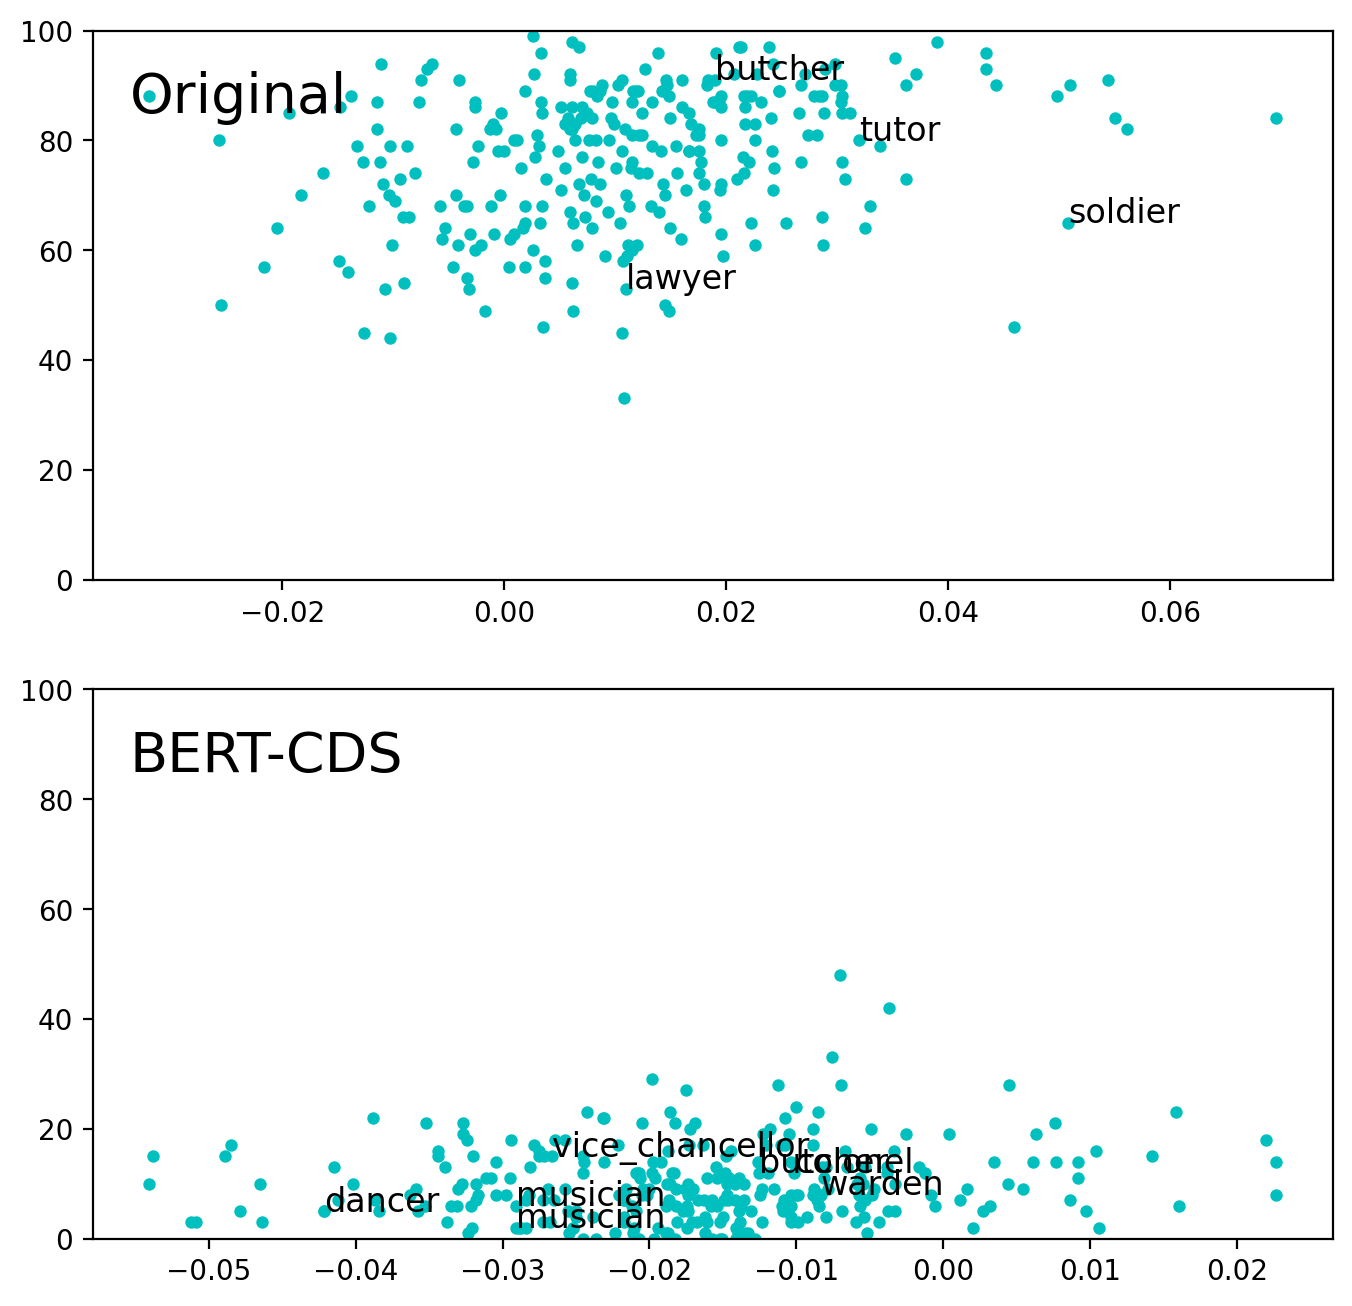 100
Original
butcher
80
tutor
soldier
60
lawyer
40
20
0
−0.02 0.00 0.02 0.04 0.06
100
BERT-CDS
80
60
40
20
vice_chancellor
butcher colonel
warden
musician
dancer
musician
0
−0.05 −0.04 −0.03 −0.02 −0.01 0.00 0.01 0.02